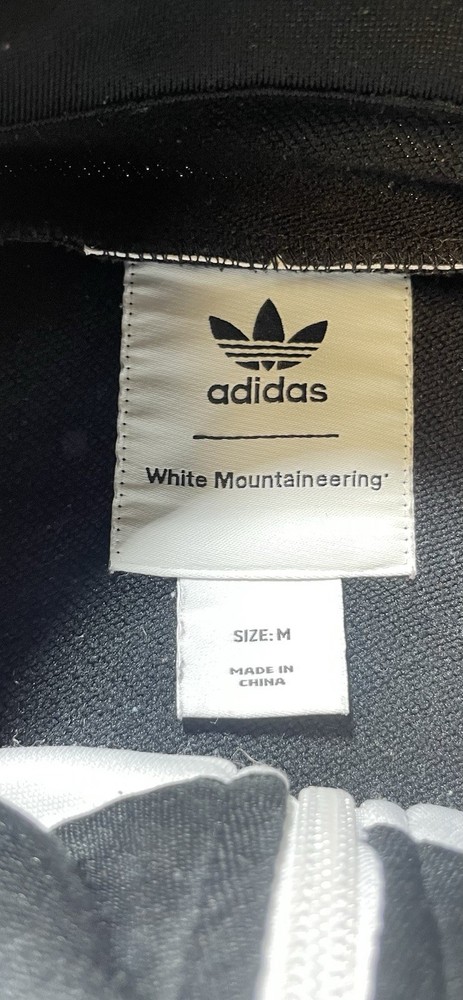 adidas
White Mountaineering®
SIZE: M
MADE IN
CHINA